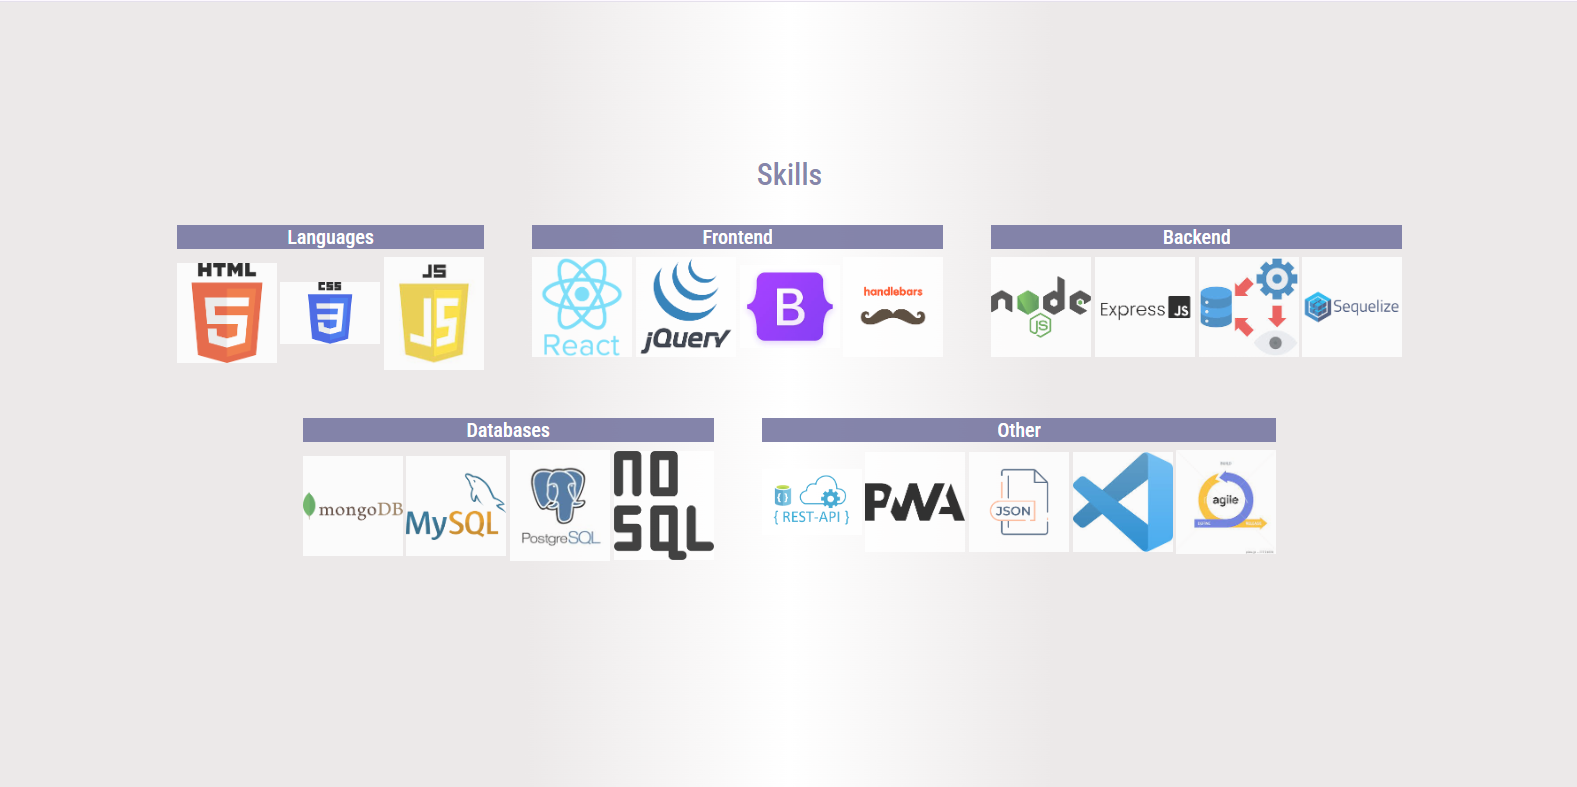 Skills
Languages
HTML
5
CSS
3
JS
JS
Frontend
React
jQuery
B
handlebars
Backend
node
JS
Express JS
Sequelize
Databases
mongoDB
MySQL
PostgreSQL
NO
SQL
Other
{}
{ REST-API }
PWA
JSON
agile